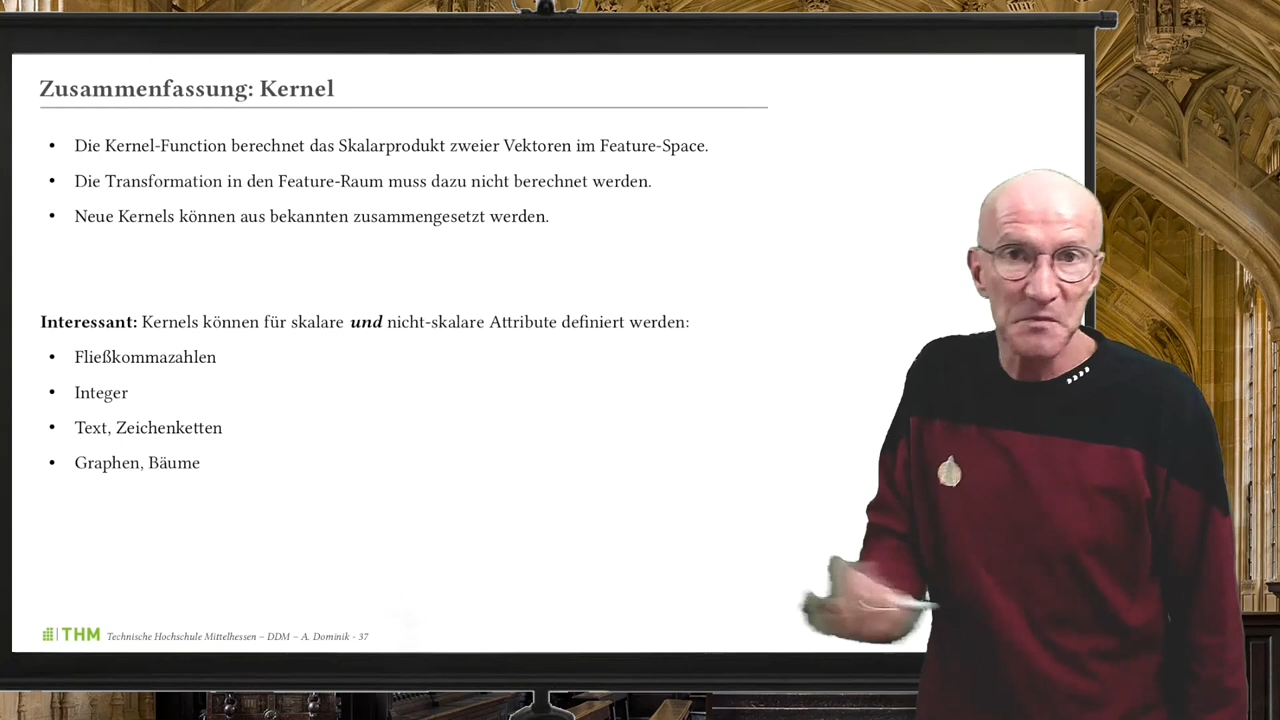 Zusammenfassung: Kernel
• Die Kernel-Function berechnet das Skalarprodukt zweier Vektoren im Feature-Space.
• Die Transformation in den Feature-Raum muss dazu nicht berechnet werden.
• Neue Kernels können aus bekannten zusammengesetzt werden.
Interessant: Kernels können für skalare und nicht-skalare Attribute definiert werden:
• Fließkommazahlen
• Integer
• Text, Zeichenketten
• Graphen, Bäume
THM Technische Hochschule Mittelhessen – DDM – A. Dominik - 37